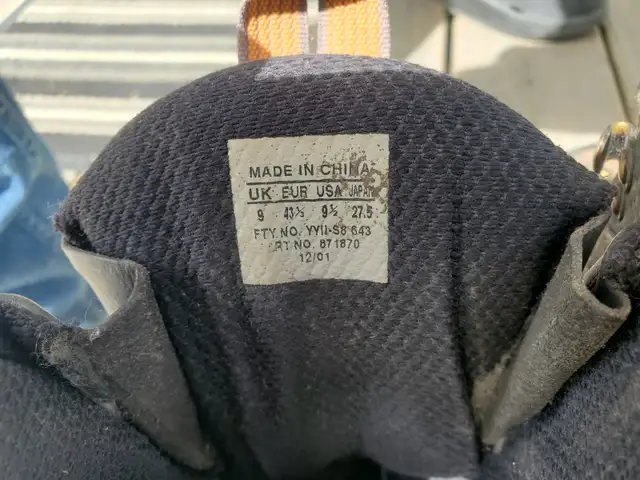 MADE IN CHINA
UK EUR USA JAPAN
9 43⅓ 9½ 27.5
FTY NO. YYII-S8 643
ART NO. 871870
12/01